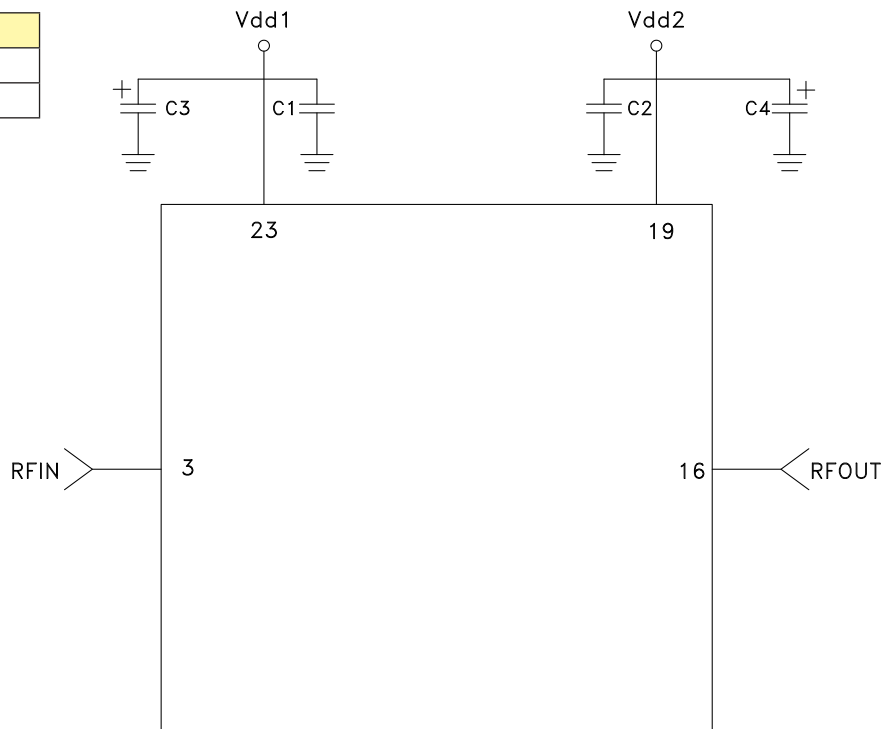 Vdd1
Vdd2
+
C3
C1
C2
C4
+
23
19
RFIN
3
16
RFOUT